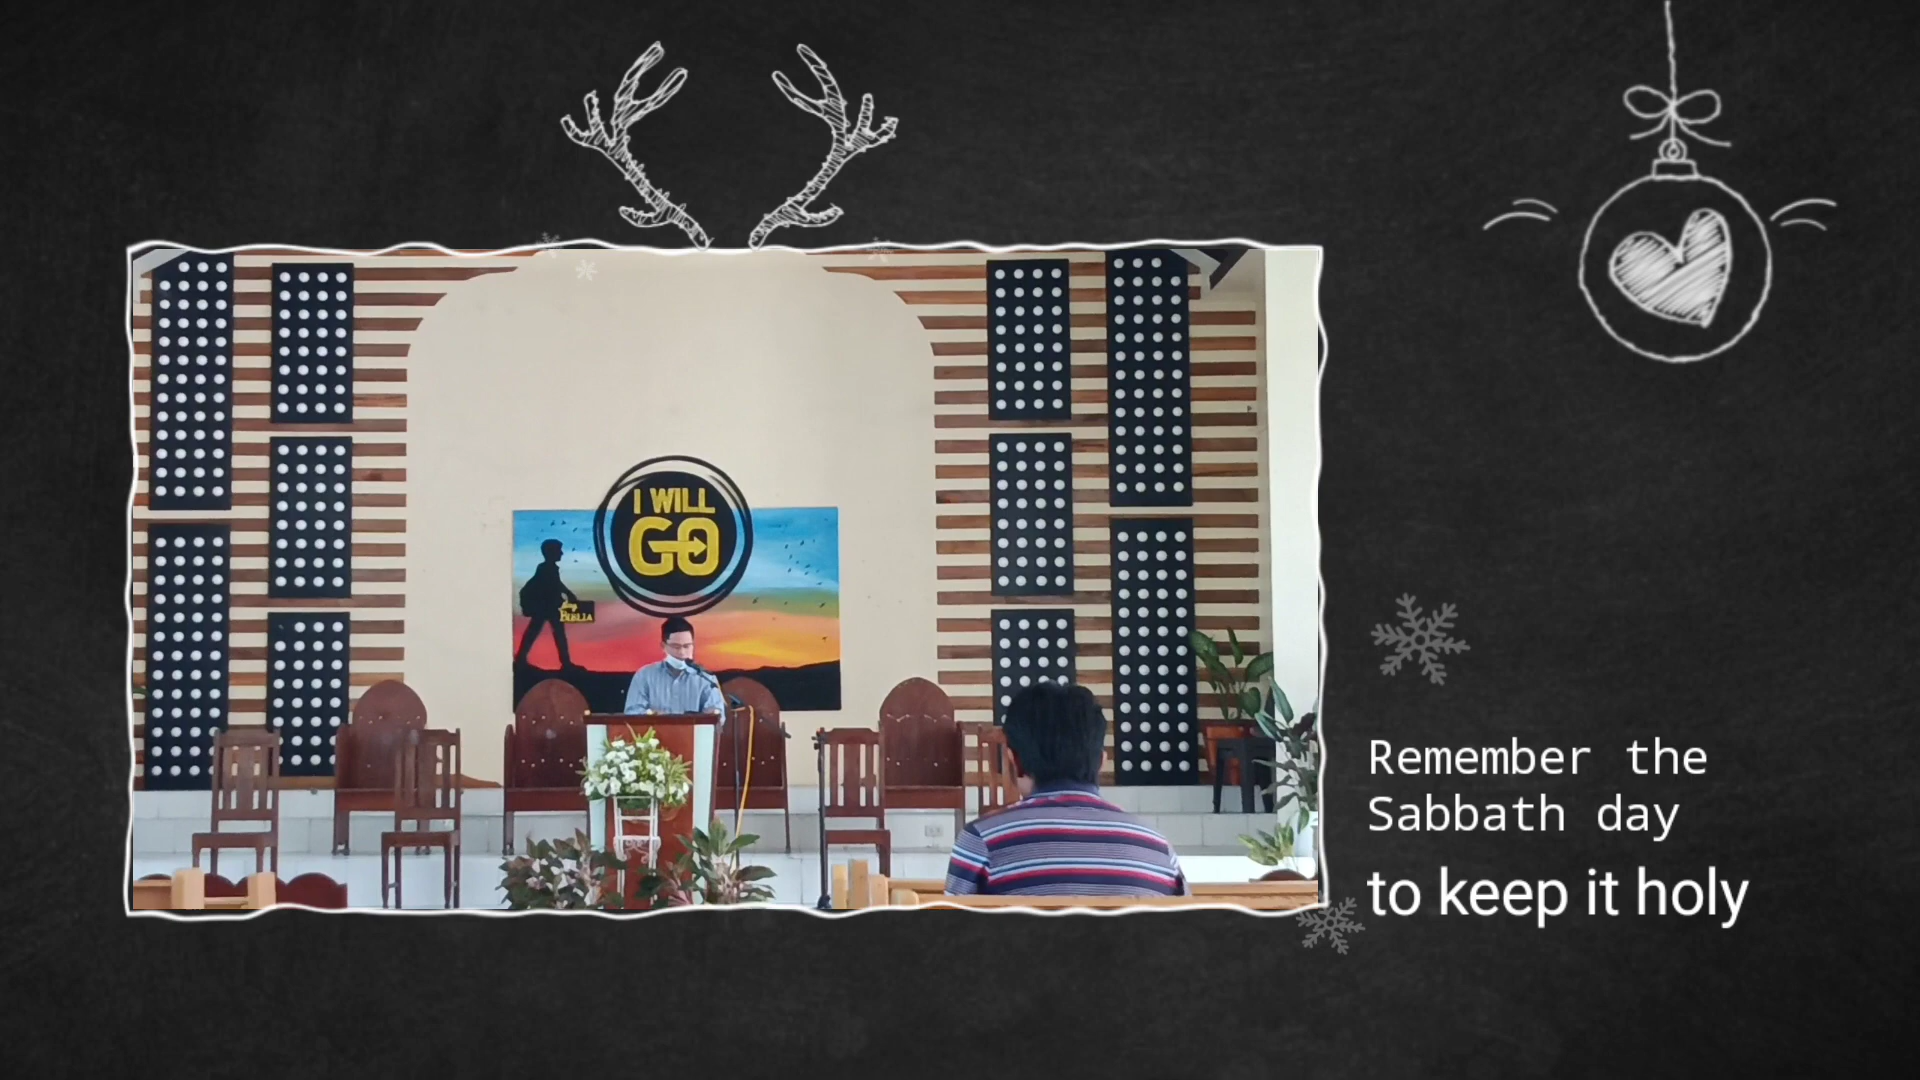 I WILL
GO
BIBLIA
Remember the
Sabbath day
to keep it holy